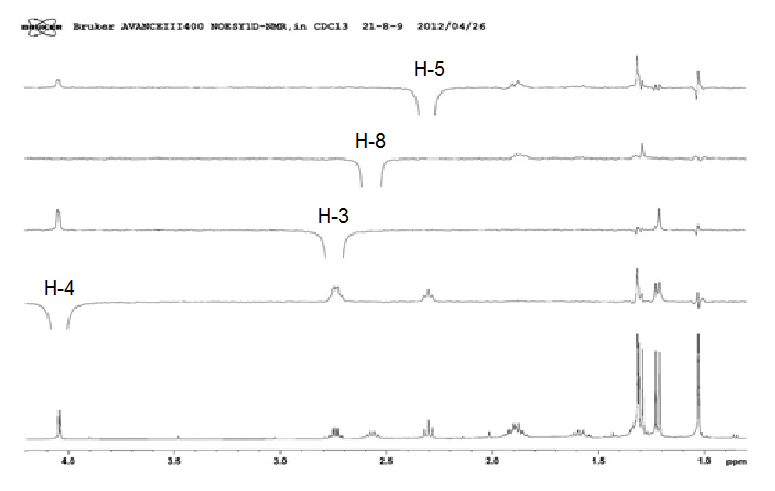 BRUKER Bruker AVANCEIII400 NOESY1D-NMR,in CDCl3 21-8-9 2012/04/26
H-5
H-8
H-3
H-4
4.0 3.5 3.0 2.5 2.0 1.5 1.0 ppm